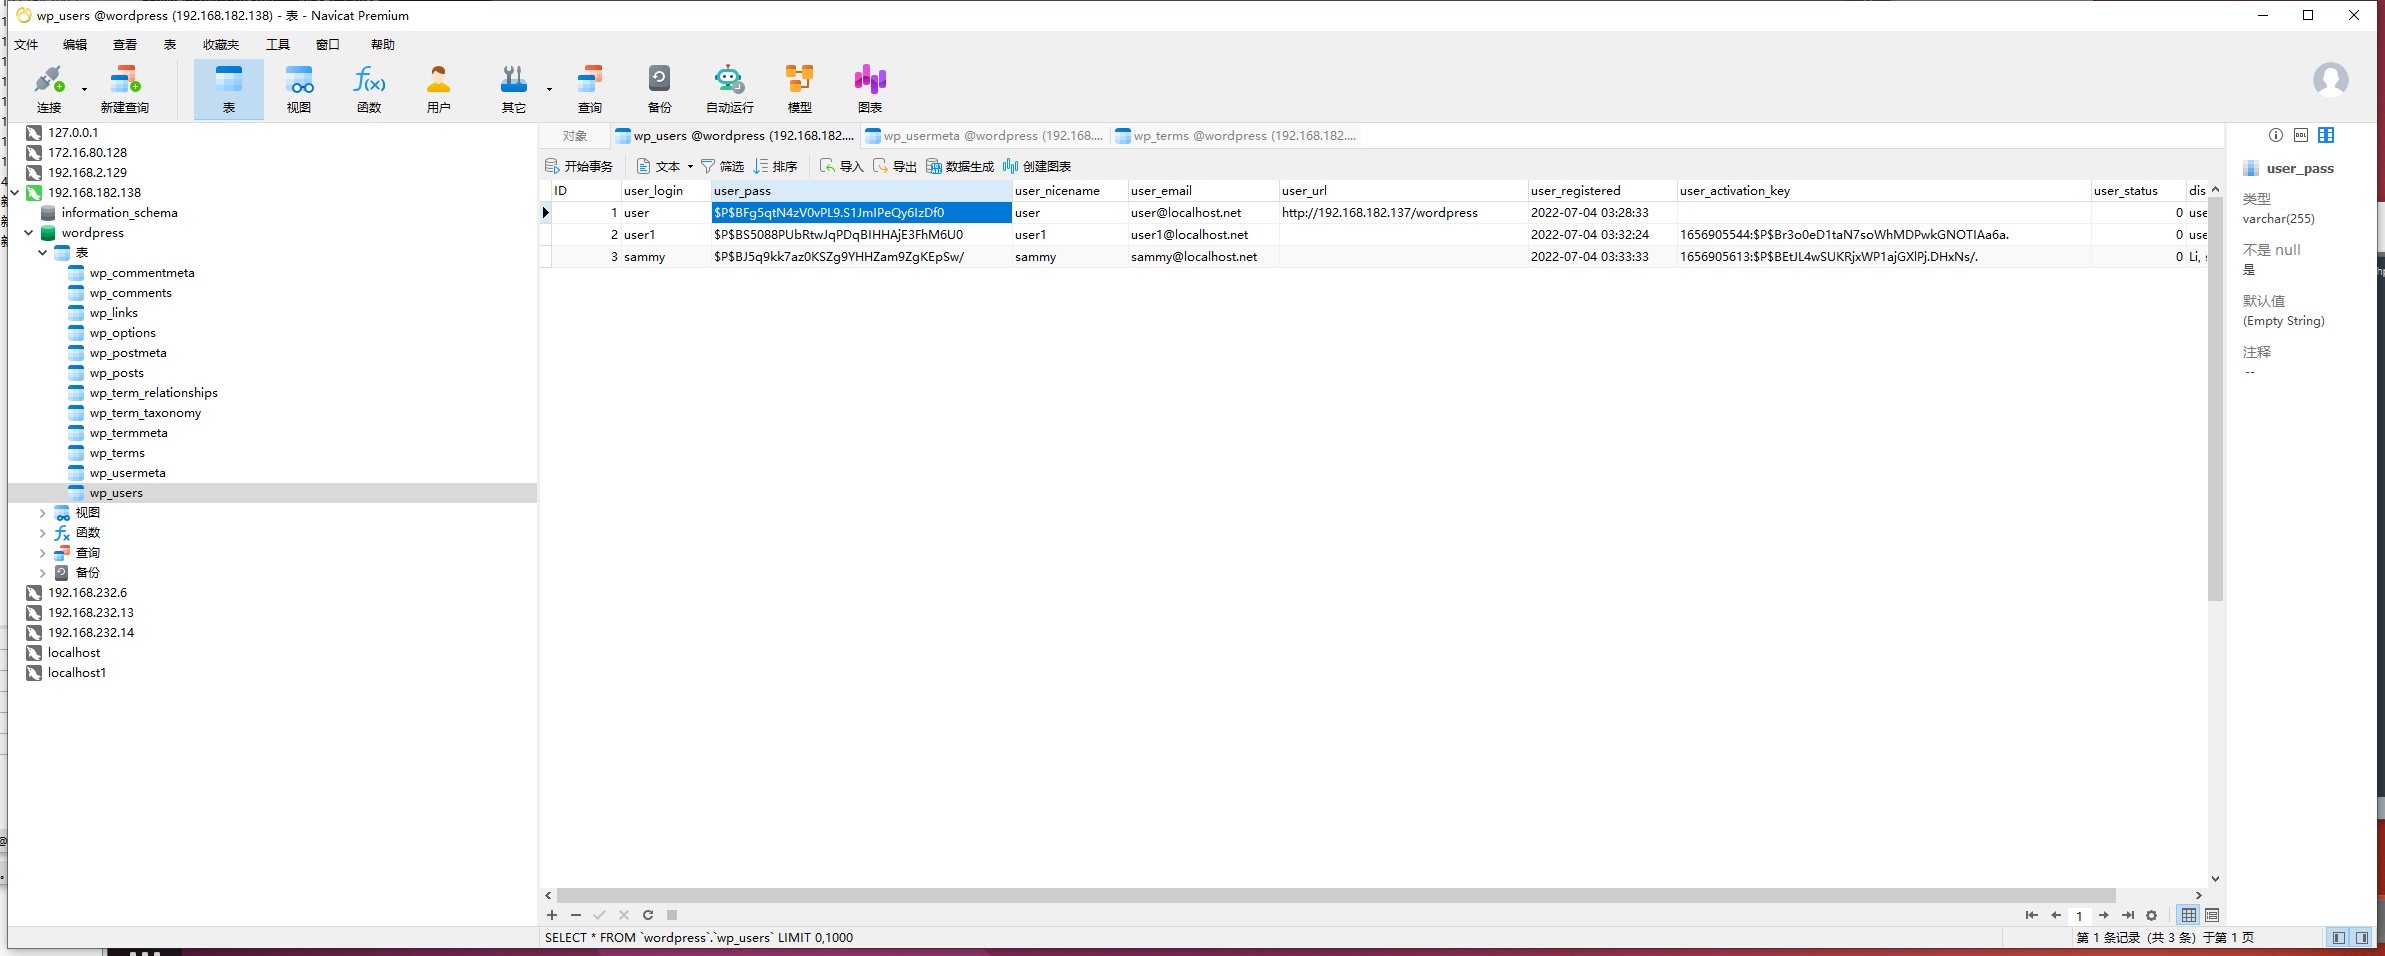 wp_users @wordpress (192.168.182.138) - 表 - Navicat Premium
文件 编辑 查看 表 收藏夹 工具 窗口 帮助
连接 新建查询 表 视图 函数 用户 其它 查询 备份 自动运行 模型 图表
127.0.0.1
172.16.80.128
192.168.2.129
192.168.182.138
information_schema
wordpress
表
wp_commentmeta
wp_comments
wp_links
wp_options
wp_postmeta
wp_posts
wp_term_relationships
wp_term_taxonomy
wp_termmeta
wp_terms
wp_usermeta
wp_users
视图
函数
查询
备份
192.168.232.6
192.168.232.13
192.168.232.14
localhost
localhost1
对象 wp_users @wordpress (192.168.182.... wp_usermeta @wordpress (192.168.... wp_terms @wordpress (192.168.182....
开始事务 文本 筛选 排序 导入 导出 数据生成 创建图表
ID user_login user_pass user_nicename user_email user_url user_registered user_activation_key user_status dis
1 user $P$BFg5qtN4zV0vPL9.S1JmIPeQy6IzDf0 user user@localhost.net http://192.168.182.137/wordpress 2022-07-04 03:28:33 0 use
2 user1 $P$BS5088PUbRtwJqPDqBIHHAjE3FhM6U0 user1 user1@localhost.net 2022-07-04 03:32:24 1656905544:$P$Br3o0eD1taN7soWhMDPwkGNOTIAa6a. 0 use
3 sammy $P$BJ5q9kk7az0KSZg9YHHZam9ZgKEpSw/ sammy sammy@localhost.net 2022-07-04 03:33:33 1656905613:$P$BEtJL4wSUKRjxWP1ajGXlPj.DHxNs/. 0 Li, s
user_pass
类型
varchar(255)
不是 null
是
默认值
(Empty String)
注释
--
1
SELECT * FROM `wordpress`.`wp_users` LIMIT 0,1000
第 1 条记录 (共 3 条) 于第 1 页